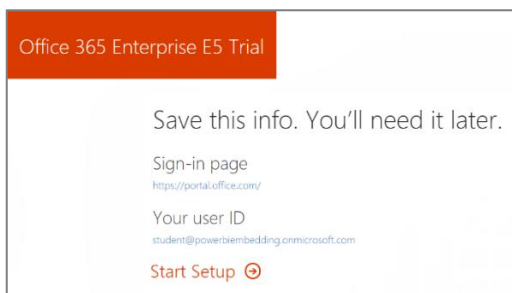 Office 365 Enterprise E5 Trial
Save this info. You'll need it later.
Sign-in page
https://portal.office.com/
Your user ID
student@powerbiembedding.onmicrosoft.com
Start Setup